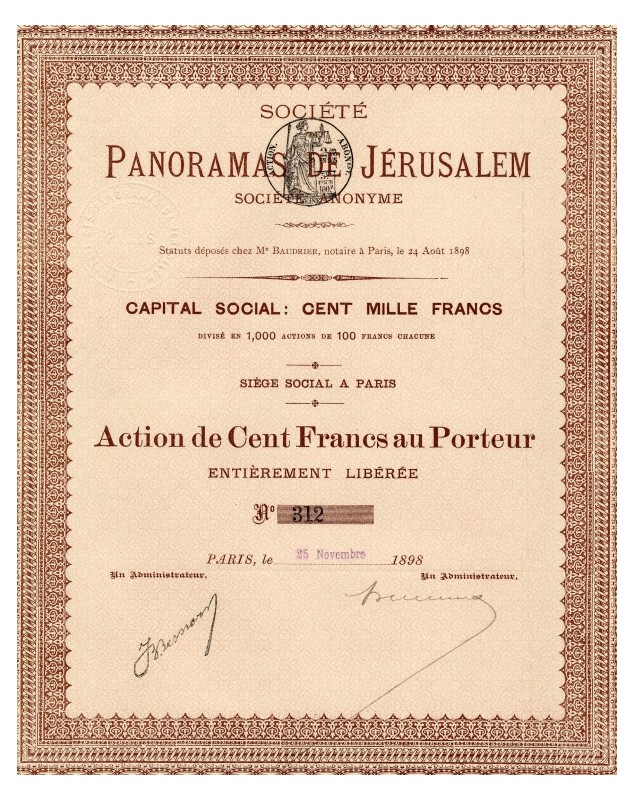 SOCIÉTÉ
ACTION. ABONOT.
PANORAMAS DE JÉRUSALEM
SOCIÉTÉ ANONYME
Statuts déposés chez Me BAUDRIER, notaire à Paris, le 24 Août 1898
CAPITAL SOCIAL: CENT MILLE FRANCS
DIVISÉ EN 1,000 ACTIONS DE 100 FRANCS CHACUNE
SIÈGE SOCIAL A PARIS
Action de Cent Francs au Porteur
ENTIÈREMENT LIBÉRÉE
No 312
PARIS, le 25 Novembre 1898
Un Administrateur, Un Administrateur,